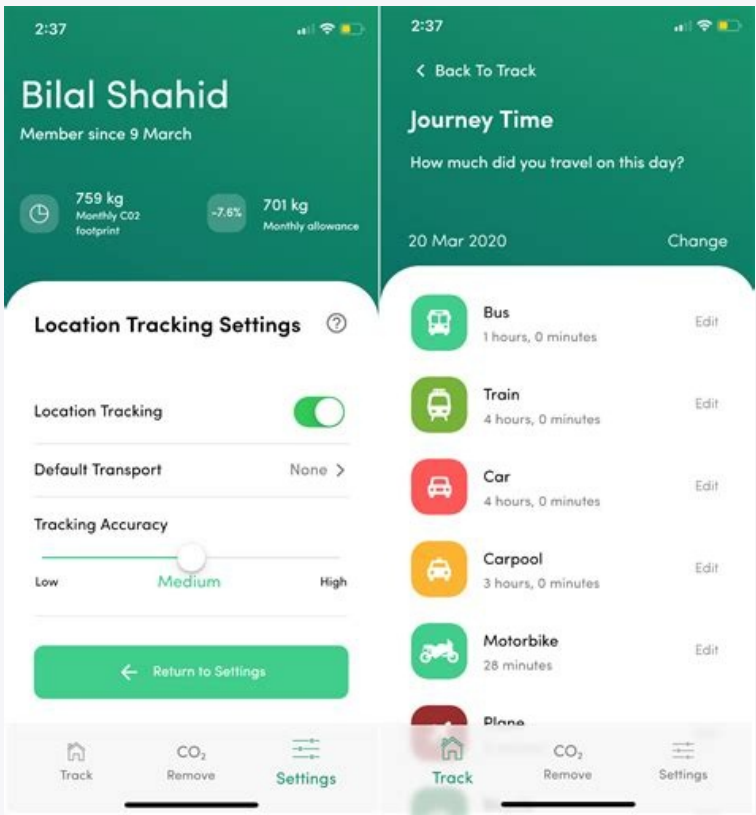 2:37
Bilal Shahid
Member since 9 March
759 kg
Monthly C02
footprint
-7.6%
701 kg
Monthly allowance
Location Tracking Settings ?
Location Tracking
Default Transport None >
Tracking Accuracy
Low Medium High
← Return to Settings
Track
CO₂
Remove
Settings
2:37
< Back To Track
Journey Time
How much did you travel on this day?
20 Mar 2020 Change
Bus
1 hours, 0 minutes
Edit
Train
4 hours, 0 minutes
Edit
Car
4 hours, 0 minutes
Edit
Carpool
3 hours, 0 minutes
Edit
Motorbike
28 minutes
Edit
Plane
Track
CO₂
Remove
Settings